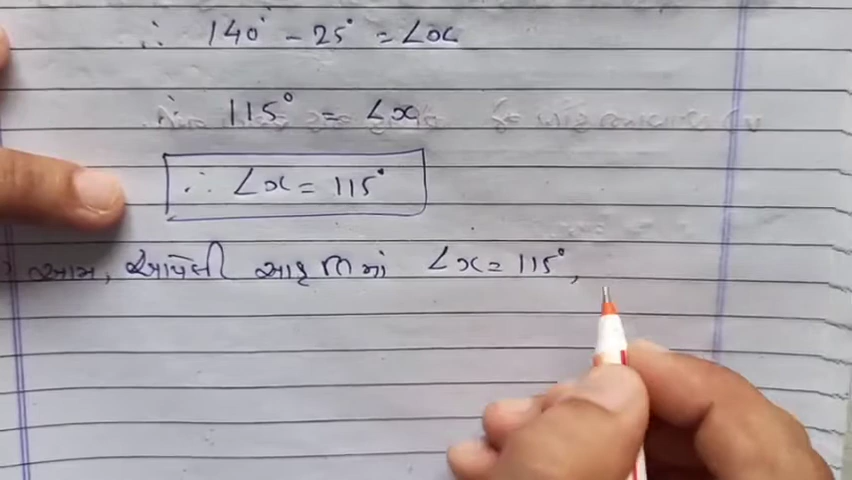 ∴ 140° - 25° = ∠x
115° = ∠x
∴ ∠x = 115°
આમ, આપેલી આકૃતિમાં ∠x = 115°,